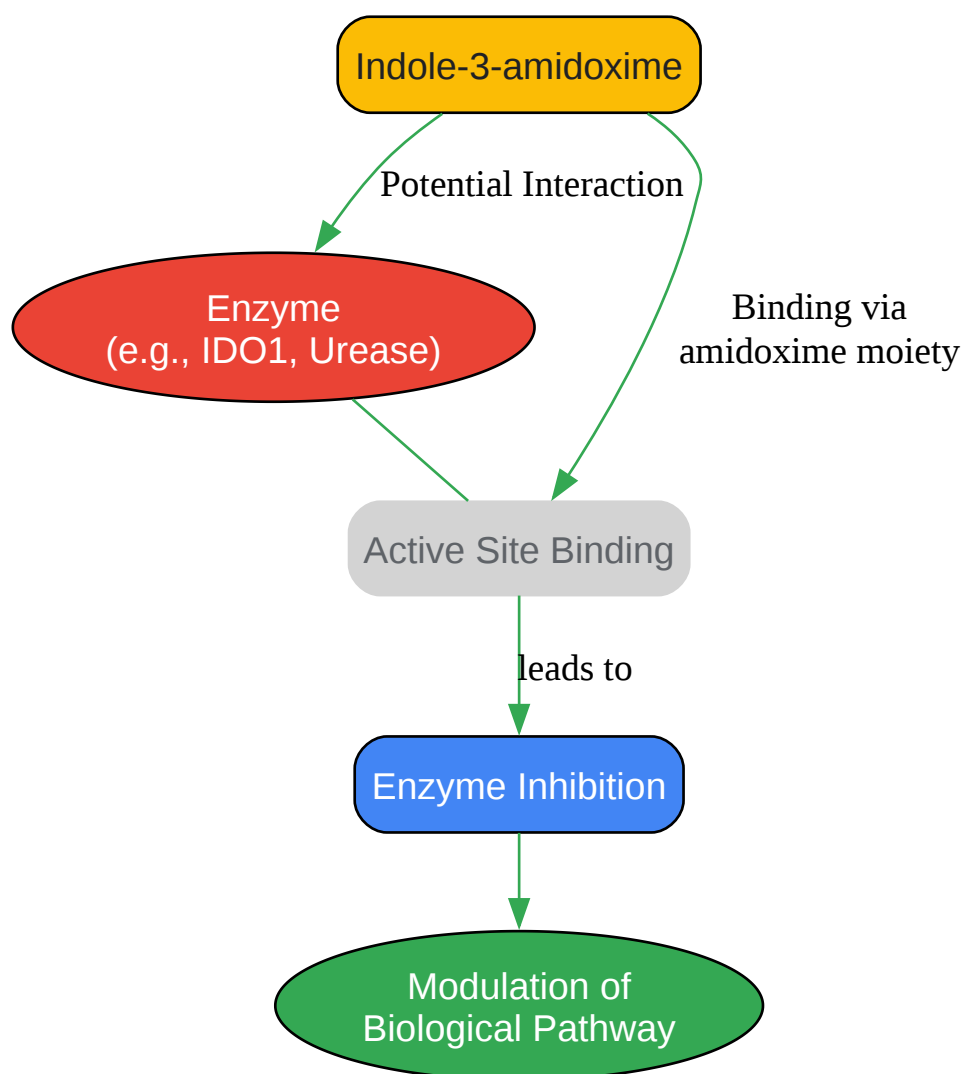 Indole-3-amidoxime
Potential Interaction
Enzyme
(e.g., IDO1, Urease)
Binding via
amidoxime moiety
Active Site Binding
leads to
Enzyme Inhibition
Modulation of
Biological Pathway